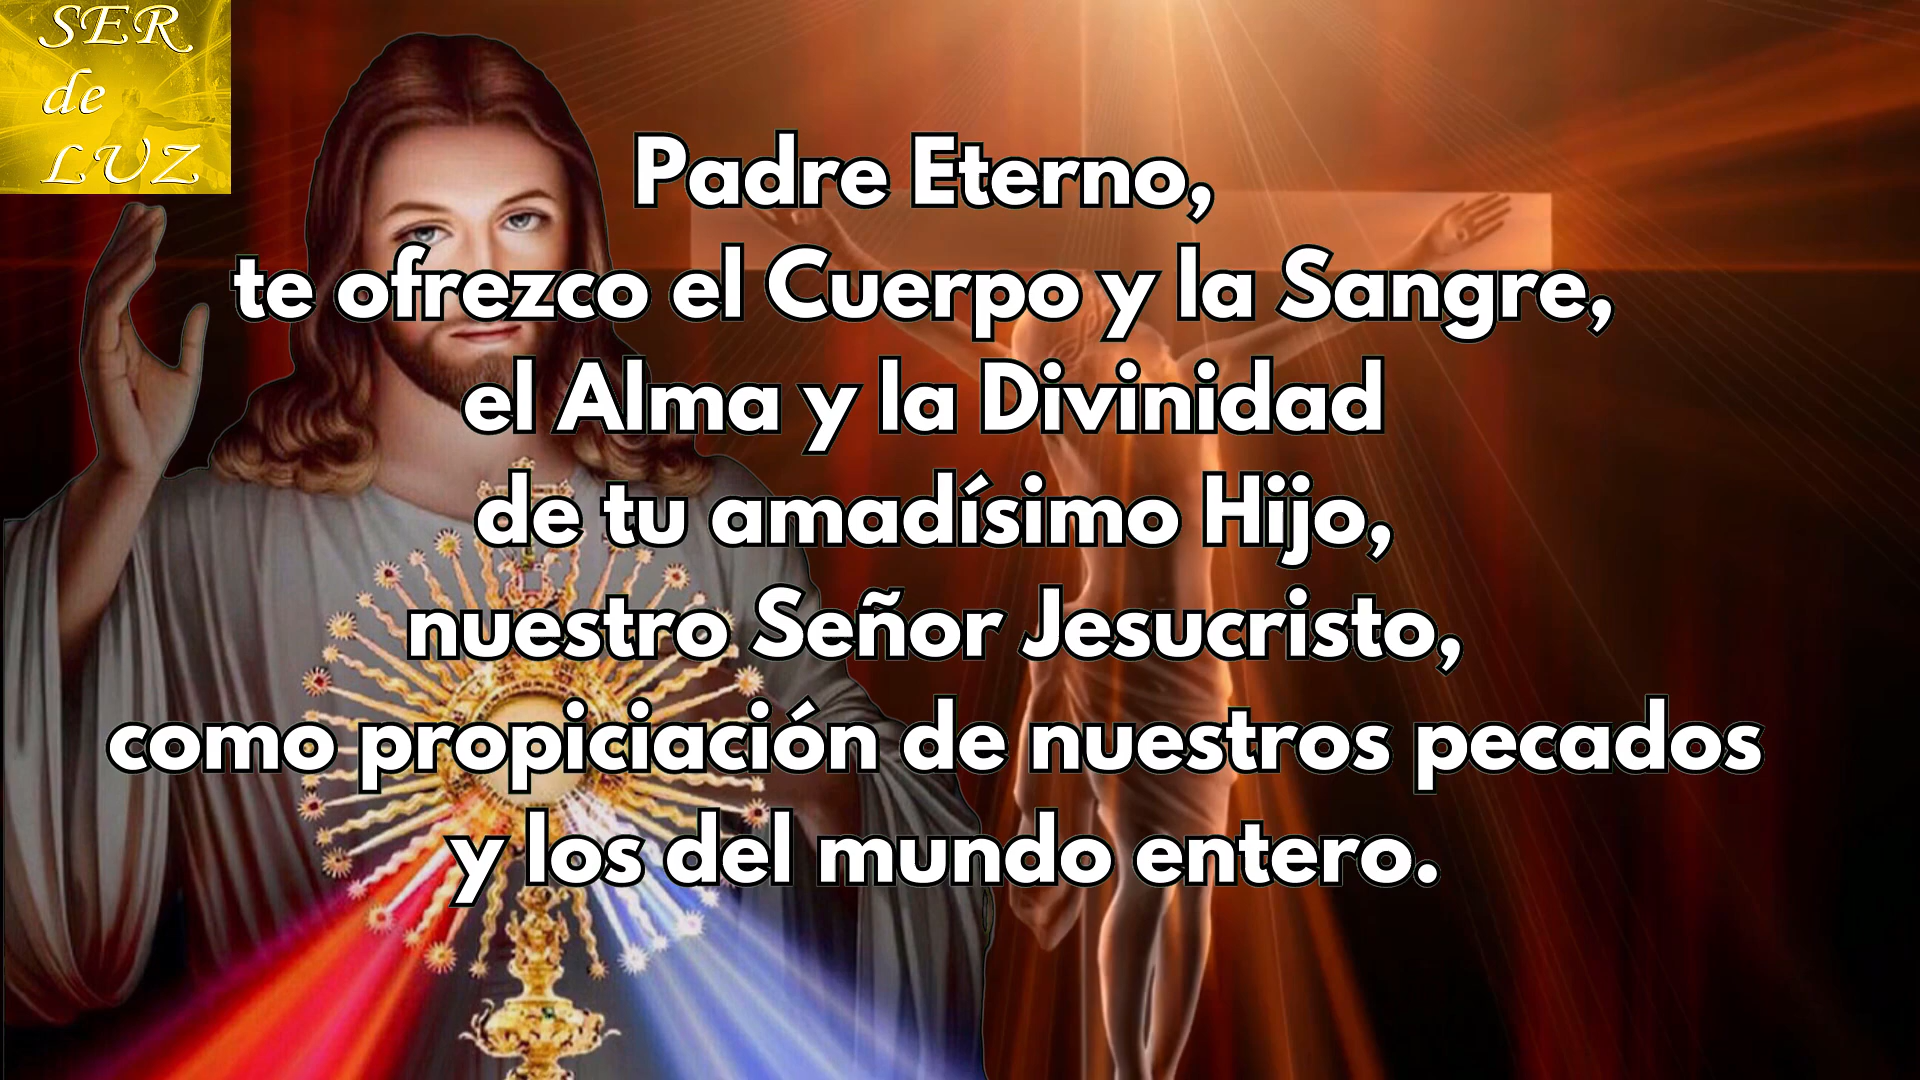 SER
de
LUZ
Padre Eterno,
te ofrezco el Cuerpo y la Sangre,
el Alma y la Divinidad
de tu amadísimo Hijo,
nuestro Señor Jesucristo,
como propiciación de nuestros pecados
y los del mundo entero.